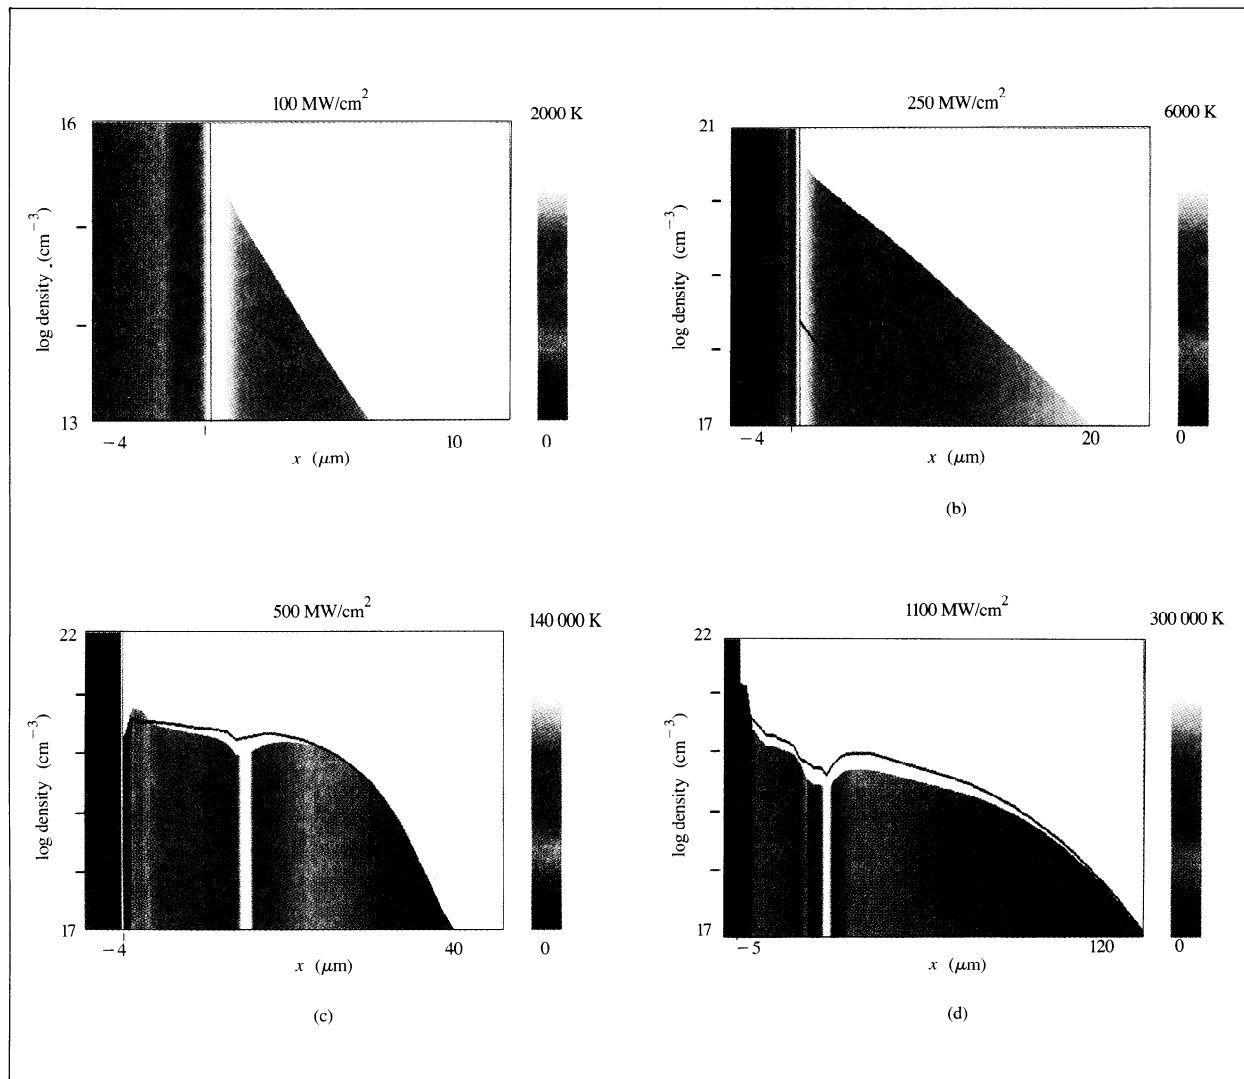 100 MW/cm²
2000 K
16
log density (cm⁻³)
13
−4
10
0
x (μm)
250 MW/cm²
6000 K
21
log density (cm⁻³)
17
−4
20
0
x (μm)
(b)
500 MW/cm²
140 000 K
22
log density (cm⁻³)
17
−4
40
0
x (μm)
(c)
1100 MW/cm²
300 000 K
22
log density (cm⁻³)
17
−5
120
0
x (μm)
(d)